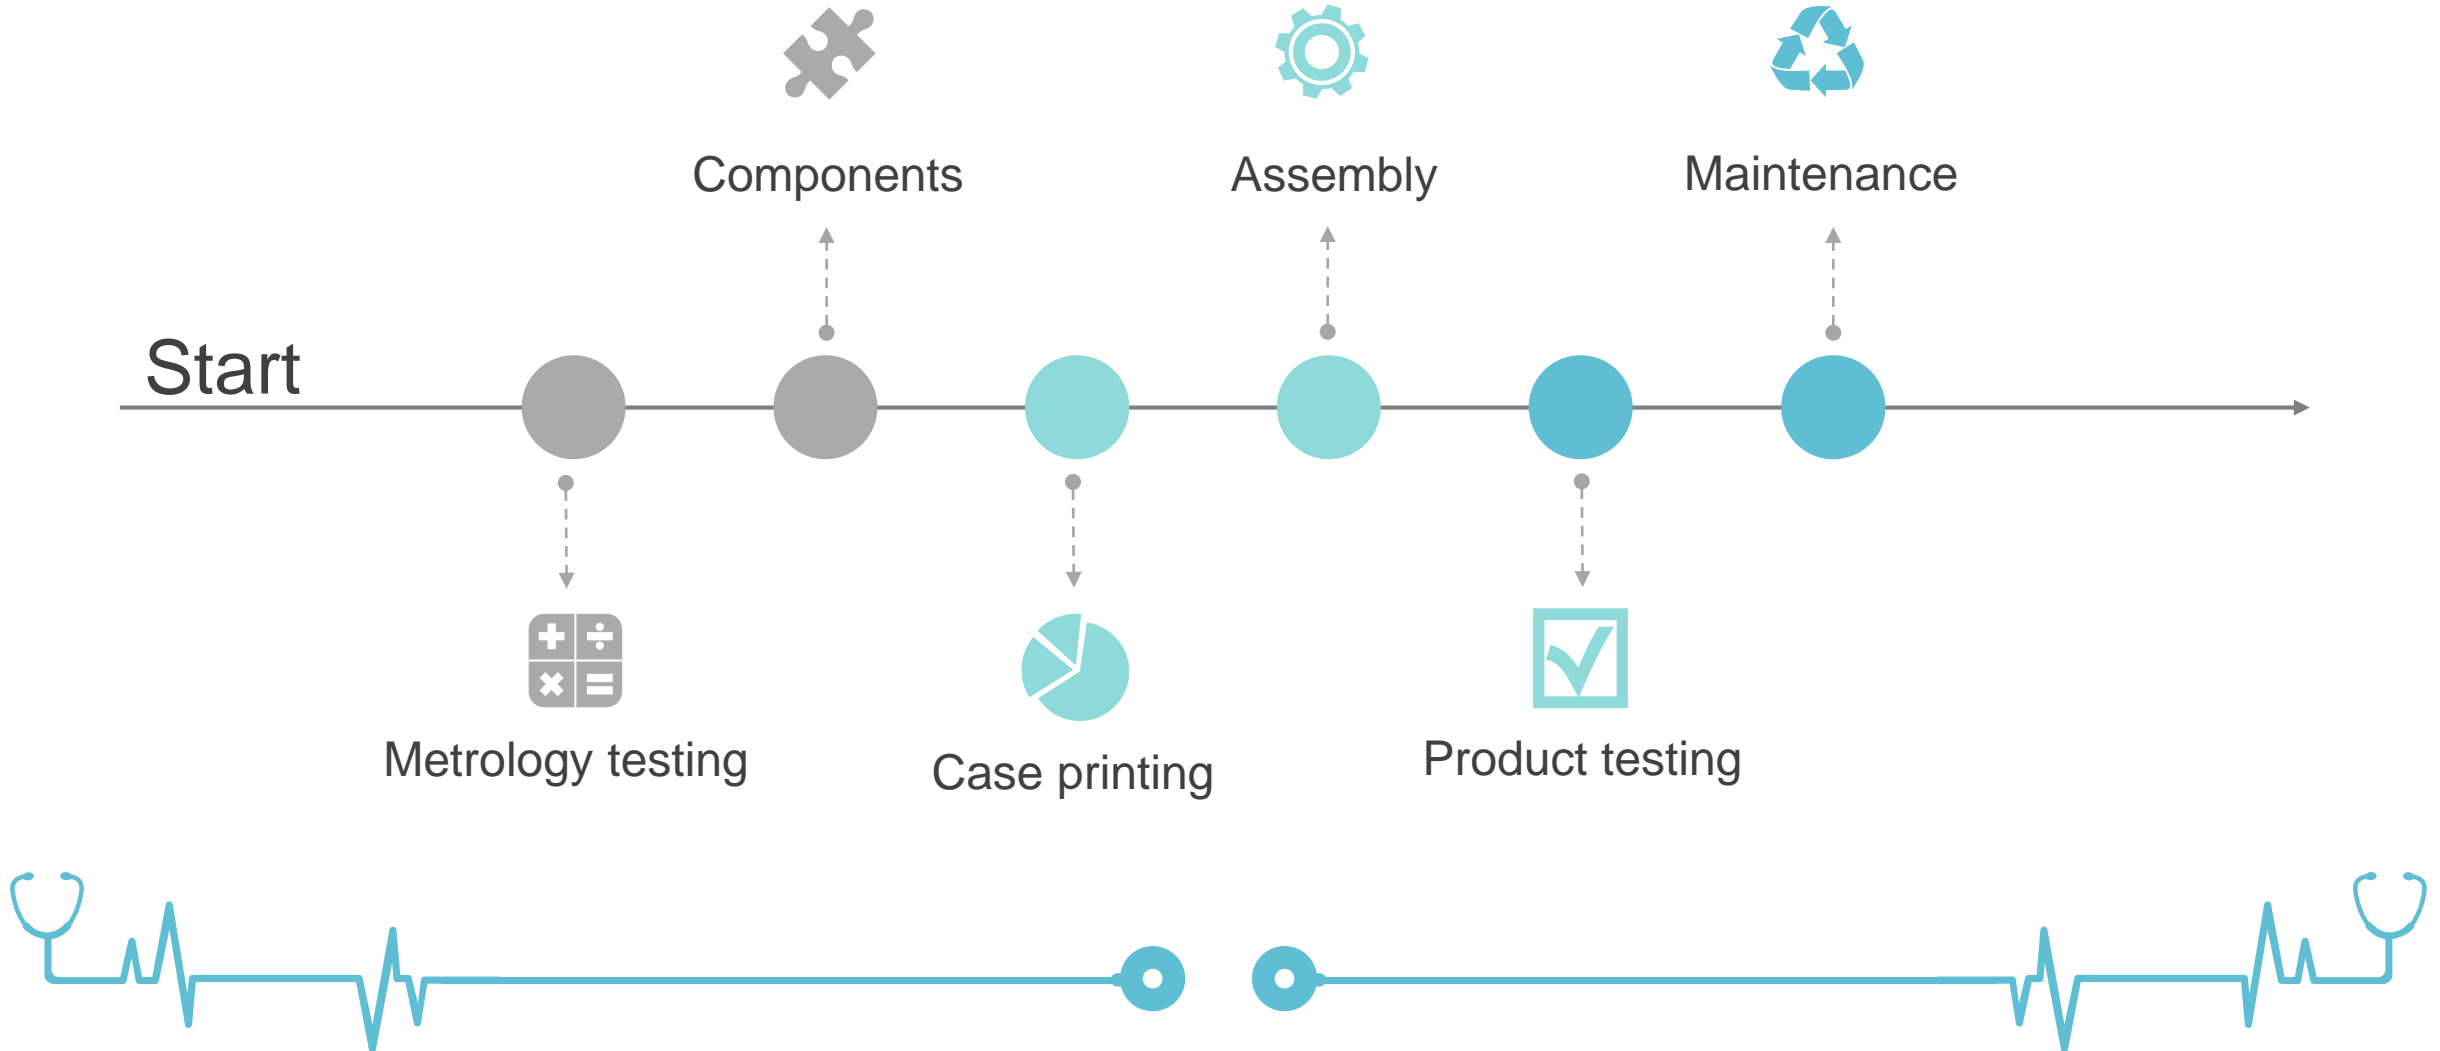 Components
Assembly
Maintenance
Start
Metrology testing
Case printing
Product testing